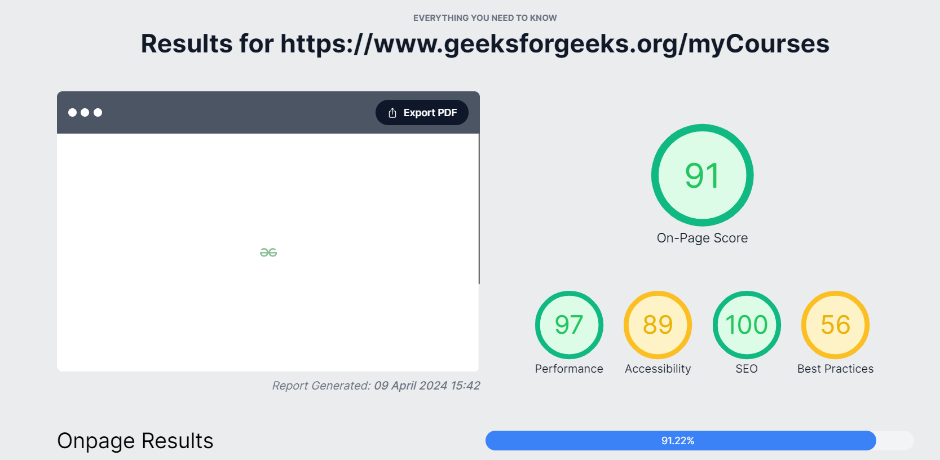 EVERYTHING YOU NEED TO KNOW
Results for https://www.geeksforgeeks.org/myCourses
Export PDF
91
On-Page Score
97 89 100 56
Performance Accessibility SEO Best Practices
Report Generated: 09 April 2024 15:42
Onpage Results 91.22%